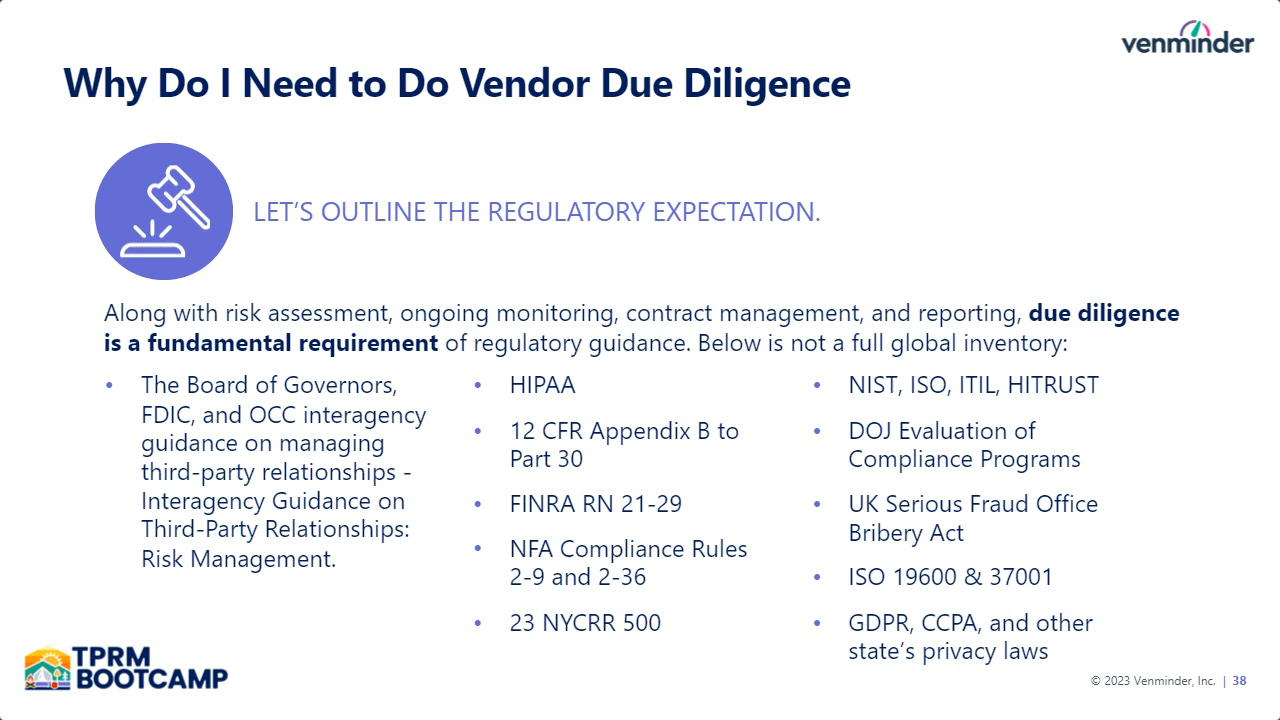 venminder
Why Do I Need to Do Vendor Due Diligence
LET'S OUTLINE THE REGULATORY EXPECTATION.
Along with risk assessment, ongoing monitoring, contract management, and reporting, due diligence
is a fundamental requirement of regulatory guidance. Below is not a full global inventory:
• The Board of Governors,
FDIC, and OCC interagency
guidance on managing
third-party relationships -
Interagency Guidance on
Third-Party Relationships:
Risk Management.
• HIPAA
• 12 CFR Appendix B to
Part 30
• FINRA RN 21-29
• NFA Compliance Rules
2-9 and 2-36
• 23 NYCRR 500
• NIST, ISO, ITIL, HITRUST
• DOJ Evaluation of
Compliance Programs
• UK Serious Fraud Office
Bribery Act
• ISO 19600 & 37001
• GDPR, CCPA, and other
state's privacy laws
TPRM
BOOTCAMP
© 2023 Venminder, Inc. | 38